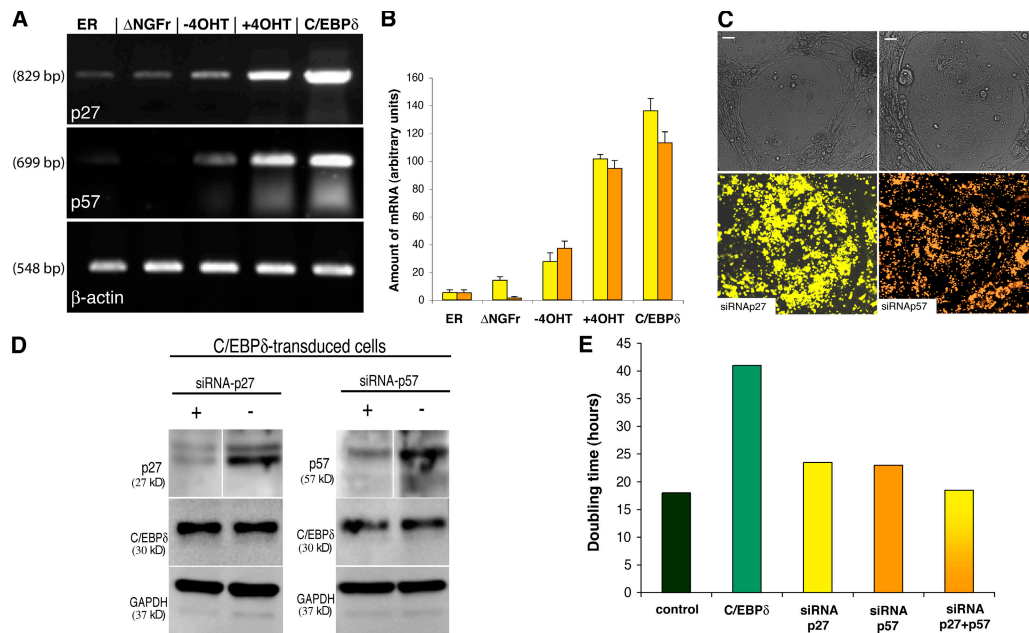 A
ER | ΔNGFr | -4OHT | +4OHT | C/EBPδ
(829 bp)
p27
(699 bp)
p57
(548 bp)
β-actin
B
Amount of mRNA (arbitrary units)
160
140
120
100
80
60
40
20
0
ER ΔNGFr -4OHT +4OHT C/EBPδ
C
siRNAp27
siRNAp57
D
C/EBPδ-transduced cells
siRNA-p27 siRNA-p57
+ - + -
p27
(27 kD)
p57
(57 kD)
C/EBPδ
(30 kD)
C/EBPδ
(30 kD)
GAPDH
(37 kD)
GAPDH
(37 kD)
E
Doubling time (hours)
45
40
35
30
25
20
15
10
5
0
control C/EBPδ siRNA p27 siRNA p57 siRNA p27+p57